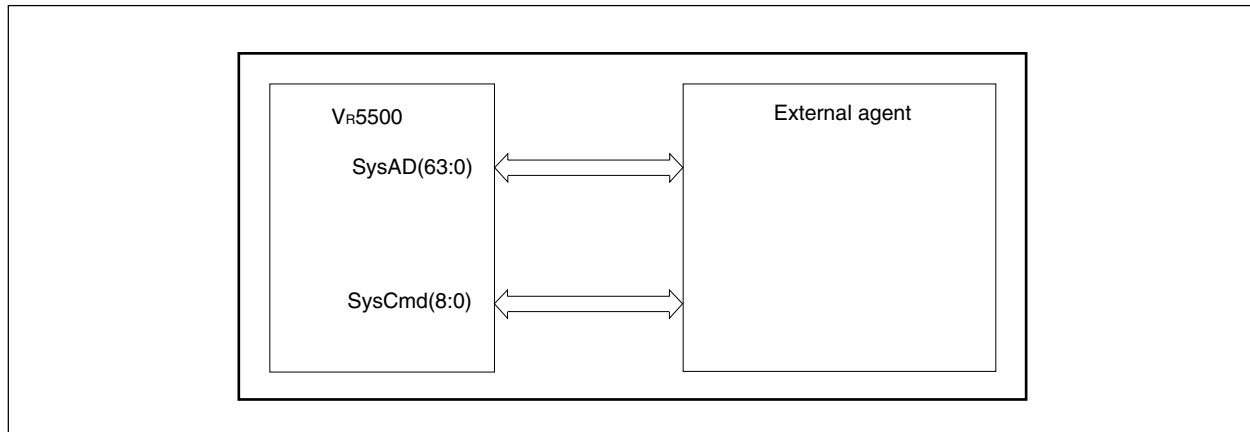 VR5500
External agent
SysAD(63:0)
SysCmd(8:0)